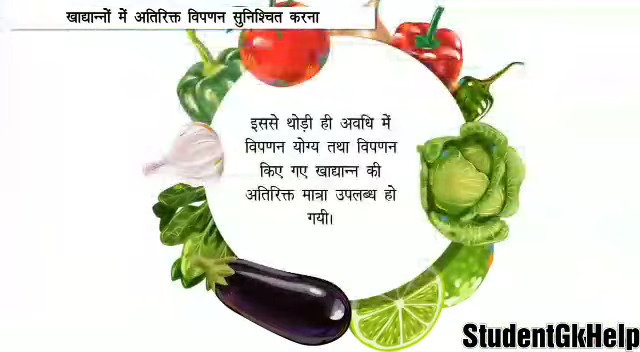 खाद्यान्नों में अतिरिक्त विपणन सुनिश्चित करना
इससे थोड़ी ही अवधि में
विपणन योग्य तथा विपणन
किए गए खाद्यान्न की
अतिरिक्त मात्रा उपलब्ध हो
गयी।
StudentGkHelp